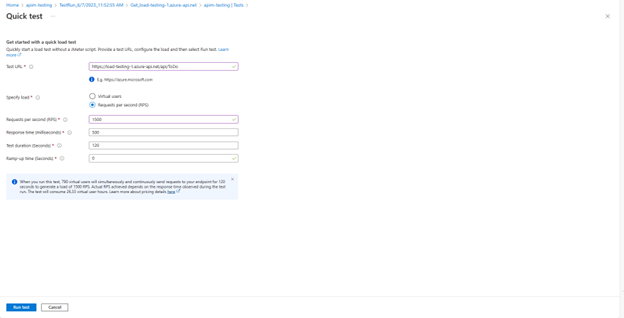 Home > apim-testing > TestRun_6/7/2023_11:52:05 AM > Get_load-testing-1.azure-api.net > apim-testing | Tests >
Quick test ...
Get started with a quick load test
Quickly start a load test without a JMeter script. Provide a test URL, configure the load and then select Run test. Learn
more
Test URL * https://load-testing-1.azure-api.net/api/ToDo
E.g. https://azure.microsoft.com
Specify load * Virtual users
Requests per second (RPS)
Requests per second (RPS) * 1500
Response time (milliseconds) * 500
Test duration (Seconds) * 120
Ramp-up time (Seconds) * 0
When you run this test, 790 virtual users will simultaneously and continuously send requests to your endpoint for 120
seconds to generate a load of 1500 RPS. Actual RPS achieved depends on the response time observed during the test
run. The test will consume 26.33 virtual user hours. Learn more about pricing details here
Run test Cancel